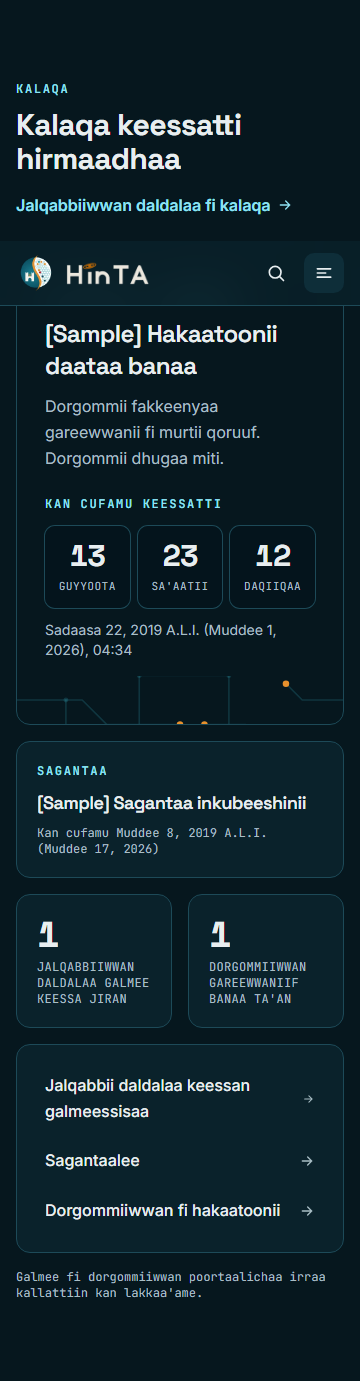 KALAQA
Kalaqa keessatti
hirmaadhaa
Jalqabbiiwwan daldalaa fi kalaqa →
HinTA
[Sample] Hakaatoonii
daataa banaa
Dorgommii fakkeenyaa
gareewwanii fi murtii qoruuf.
Dorgommii dhugaa miti.
KAN CUFAMU KEESSATTI
13 23 12
GUYYOOTA SA'AATII DAQIIQAA
Sadaasa 22, 2019 A.L.I. (Muddee 1,
2026), 04:34
SAGANTAA
[Sample] Sagantaa inkubeeshinii
Kan cufamu Muddee 8, 2019 A.L.I.
(Muddee 17, 2026)
1
JALQABBIIWWAN
DALDALAA GALMEE
KEESSA JIRAN
1
DORGOMMIIWWAN
GAREEWWANIIF
BANAA TA'AN
Jalqabbii daldalaa keessan
galmeessisaa →
Sagantaalee →
Dorgommiiwwan fi hakaatoonii →
Galmee fi dorgommiiwwan poortaalichaa irraa
kallattiin kan lakkaa'ame.